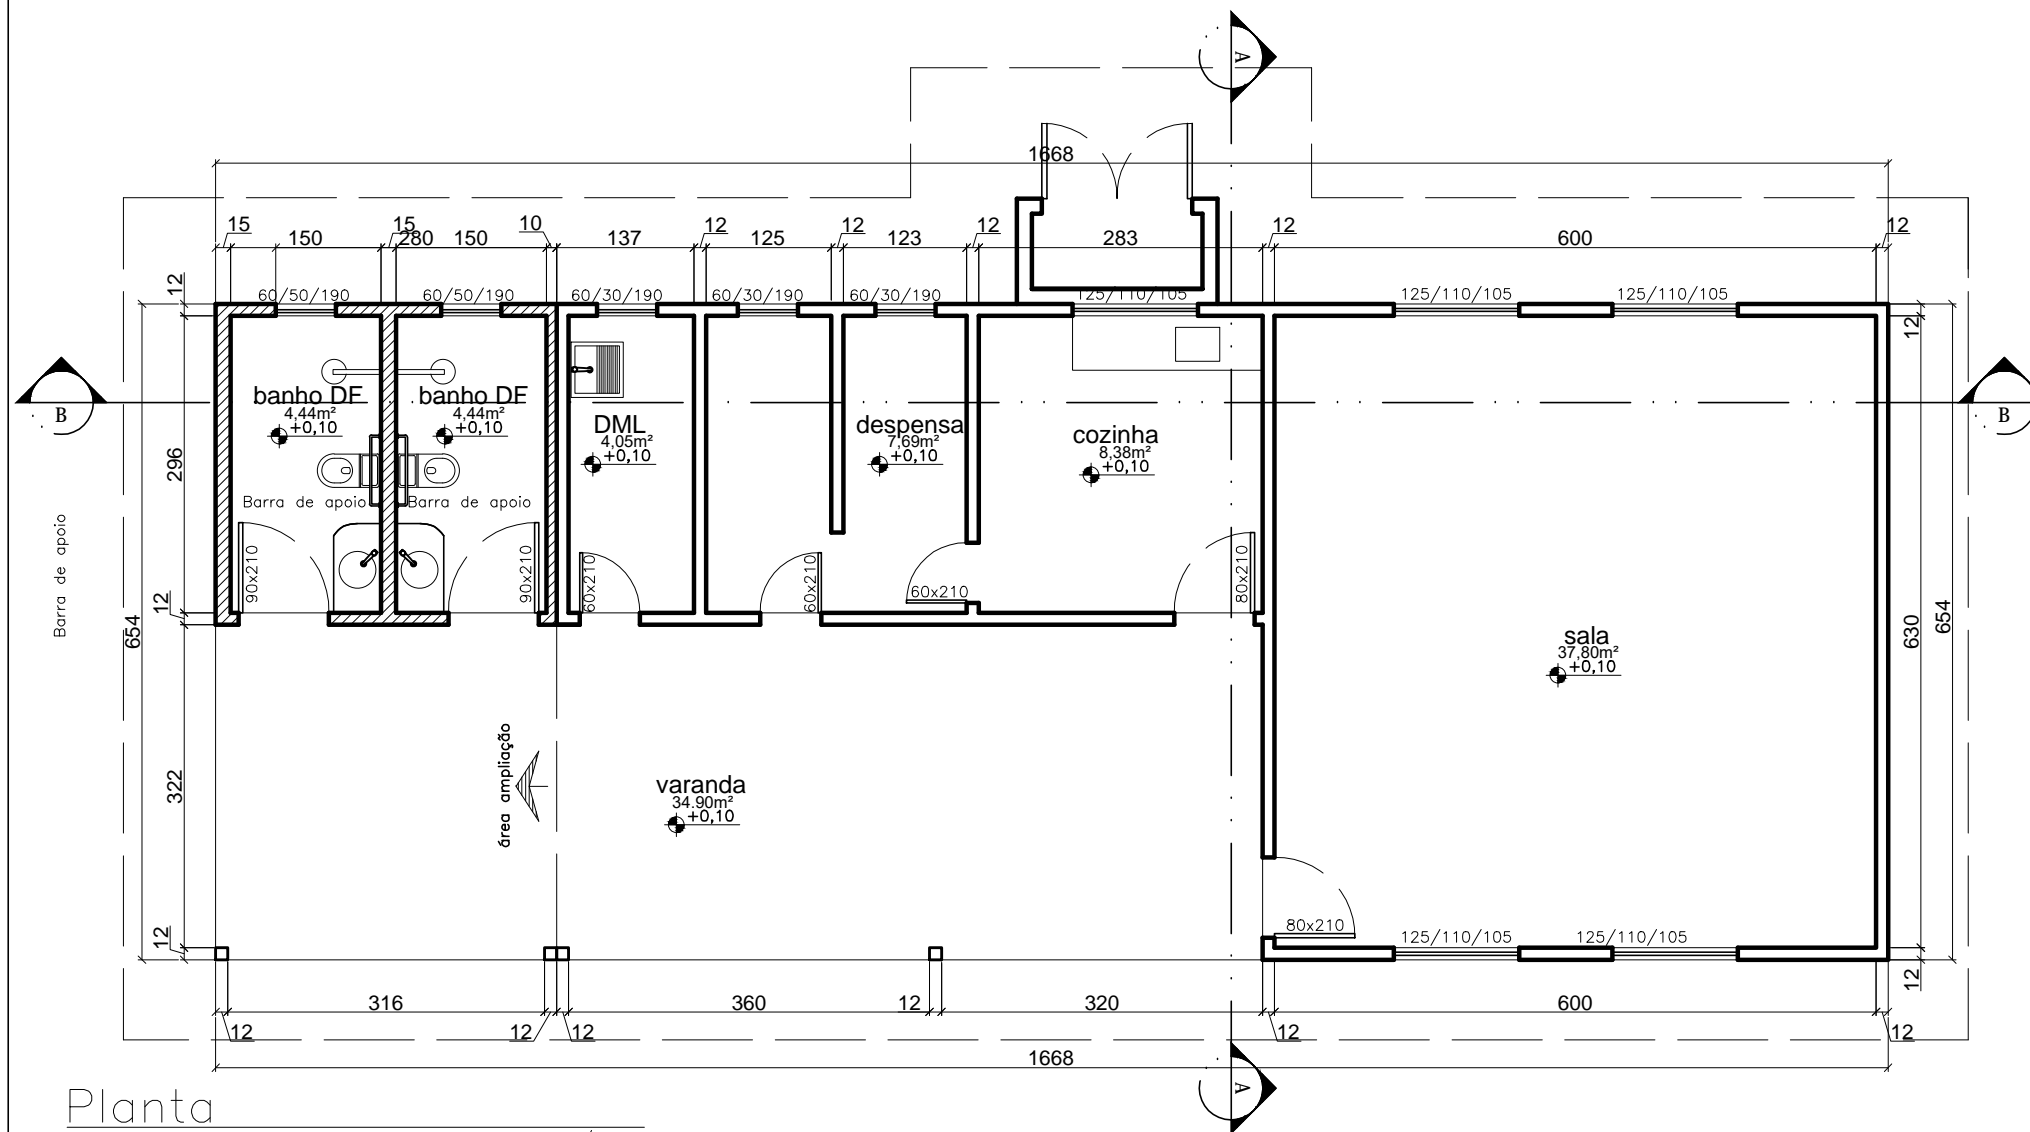 A
1668
15
150
15
280
150
10
137
12
125
12
123
12
283
12
600
12
12
60/50/190
60/50/190
60/30/190
60/30/190
60/30/190
125/110/105
125/110/105
125/110/105
12
B
banho DF
4,44m²
+0,10
banho DF
4,44m²
+0,10
DML
4,05m²
+0,10
despensa
7,69m²
+0,10
cozinha
8,38m²
+0,10
B
296
Barra de apoio
Barra de apoio
Barra de apoio
90x210
90x210
60x210
60x210
60x210
80x210
12
654
sala
37,80m²
+0,10
630
654
322
área ampliação
varanda
34.90m²
+0,10
12
80x210
125/110/105
125/110/105
12
316
360
12
320
600
12
12
12
12
12
1668
A
Planta